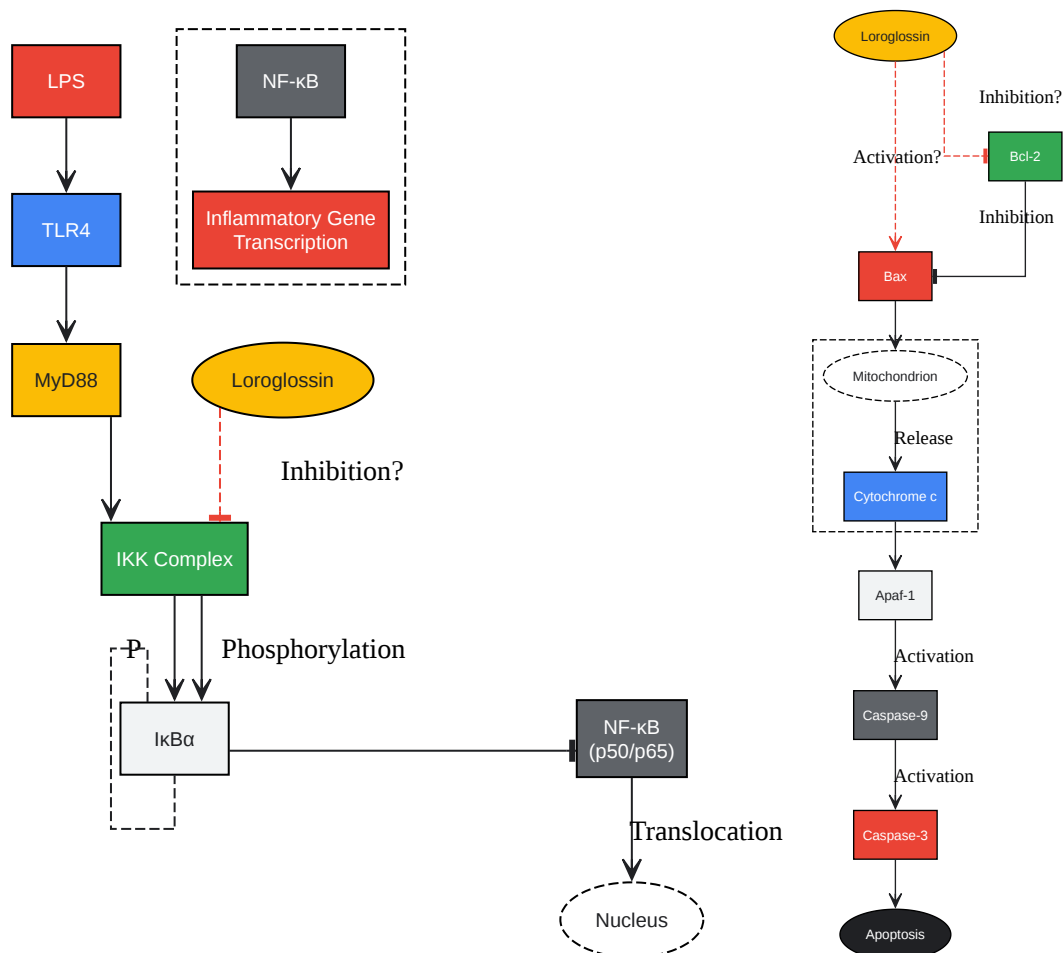 LPS
NF-κB
TLR4
Inflammatory Gene
Transcription
MyD88
Loroglossin
Inhibition?
IKK Complex
P
Phosphorylation
IκBα
NF-κB
(p50/p65)
Translocation
Nucleus
Loroglossin
Inhibition?
Activation?
Bcl-2
Inhibition
Bax
Mitochondrion
Release
Cytochrome c
Apaf-1
Activation
Caspase-9
Activation
Caspase-3
Apoptosis